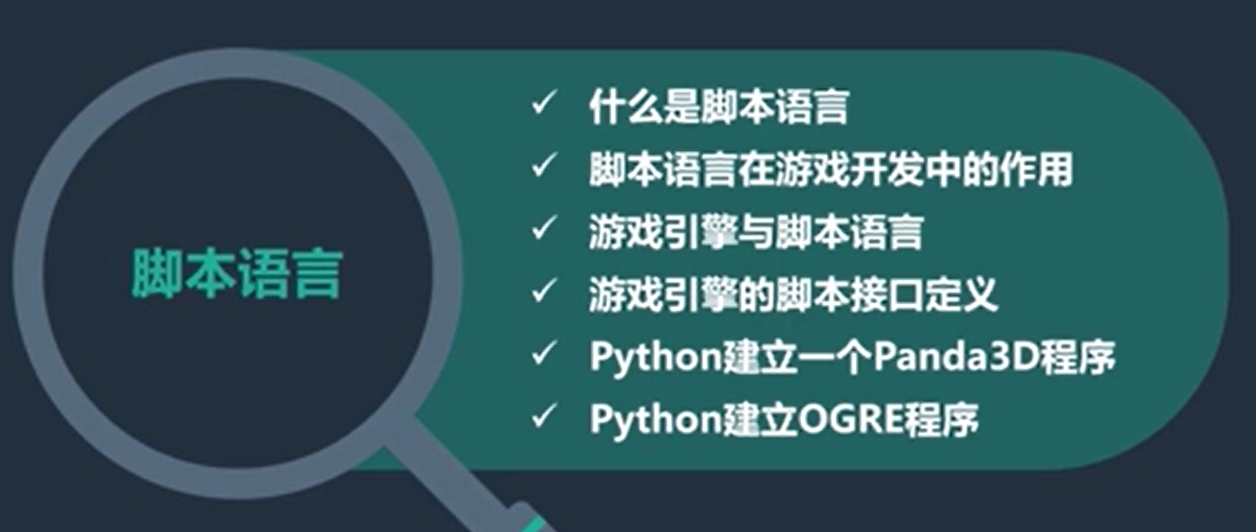 脚本语言
什么是脚本语言
脚本语言在游戏开发中的作用
游戏引擎与脚本语言
游戏引擎的脚本接口定义
Python建立一个Panda3D程序
Python建立OGRE程序